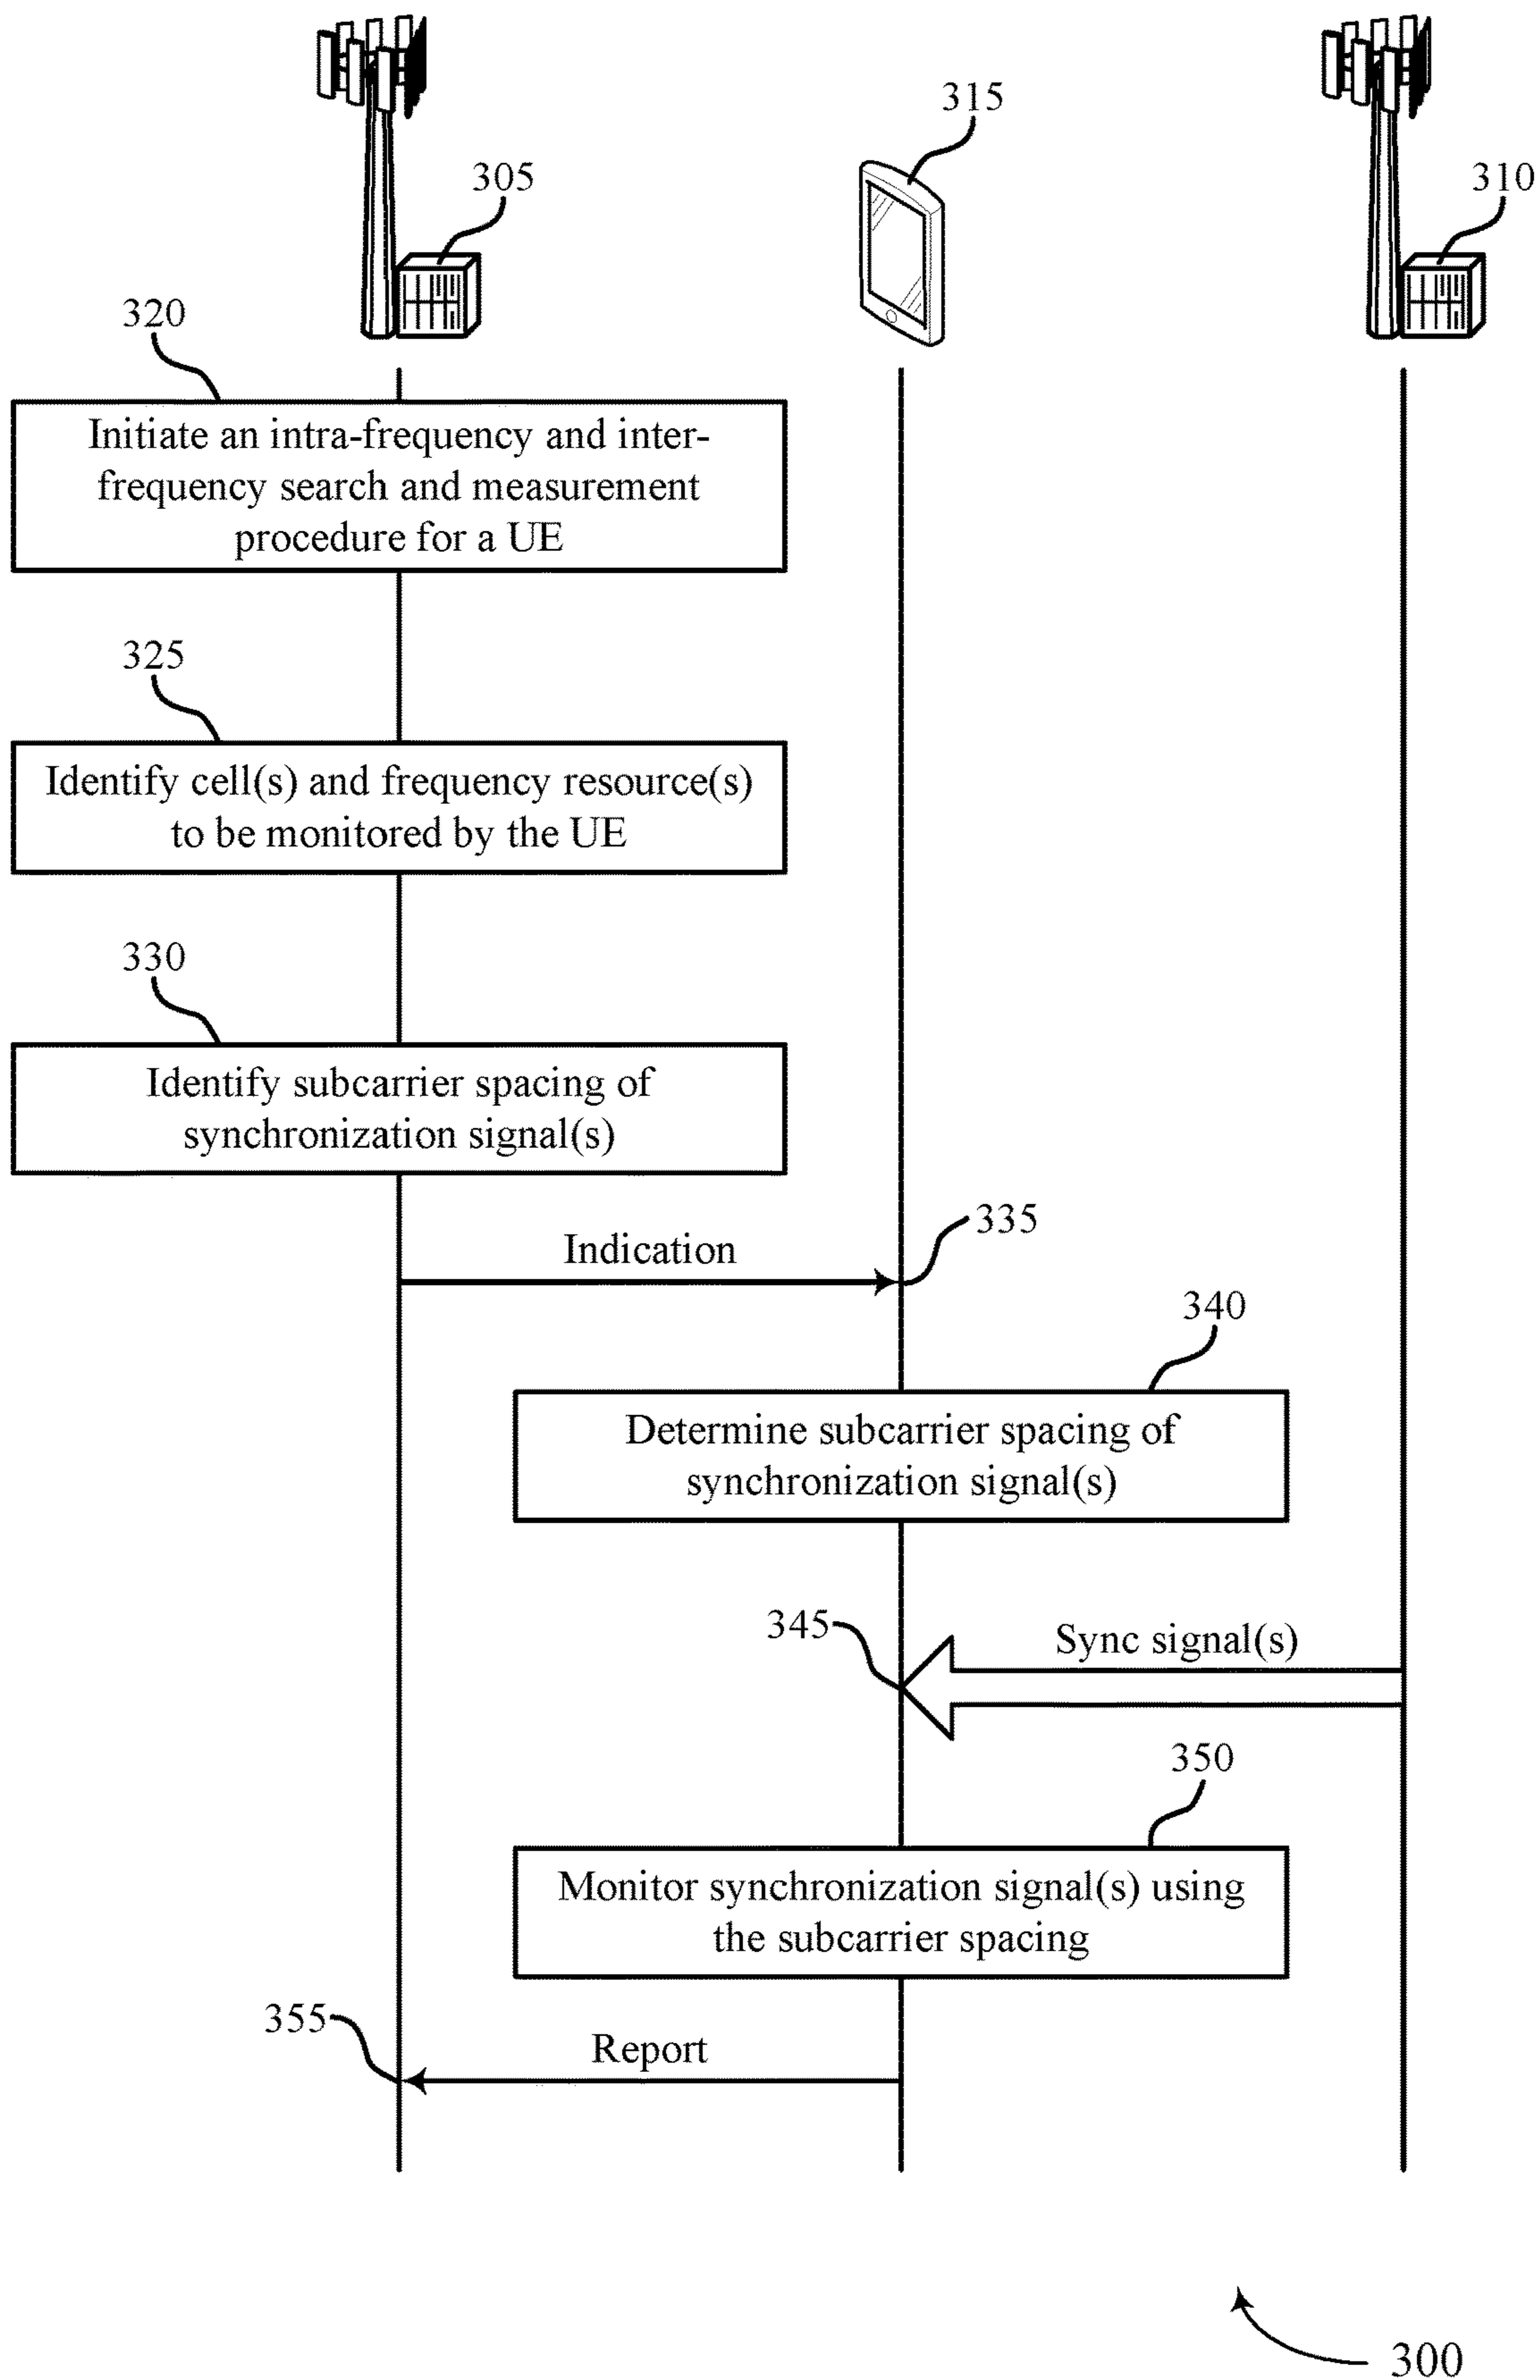 315
305
310
320
Initiate an intra-frequency and inter-
frequency search and measurement
procedure for a UE
325
Identify cell(s) and frequency resource(s)
to be monitored by the UE
330
Identify subcarrier spacing of
synchronization signal(s)
335
Indication
340
Determine subcarrier spacing of
synchronization signal(s)
345
Sync signal(s)
350
Monitor synchronization signal(s) using
the subcarrier spacing
355
Report
300